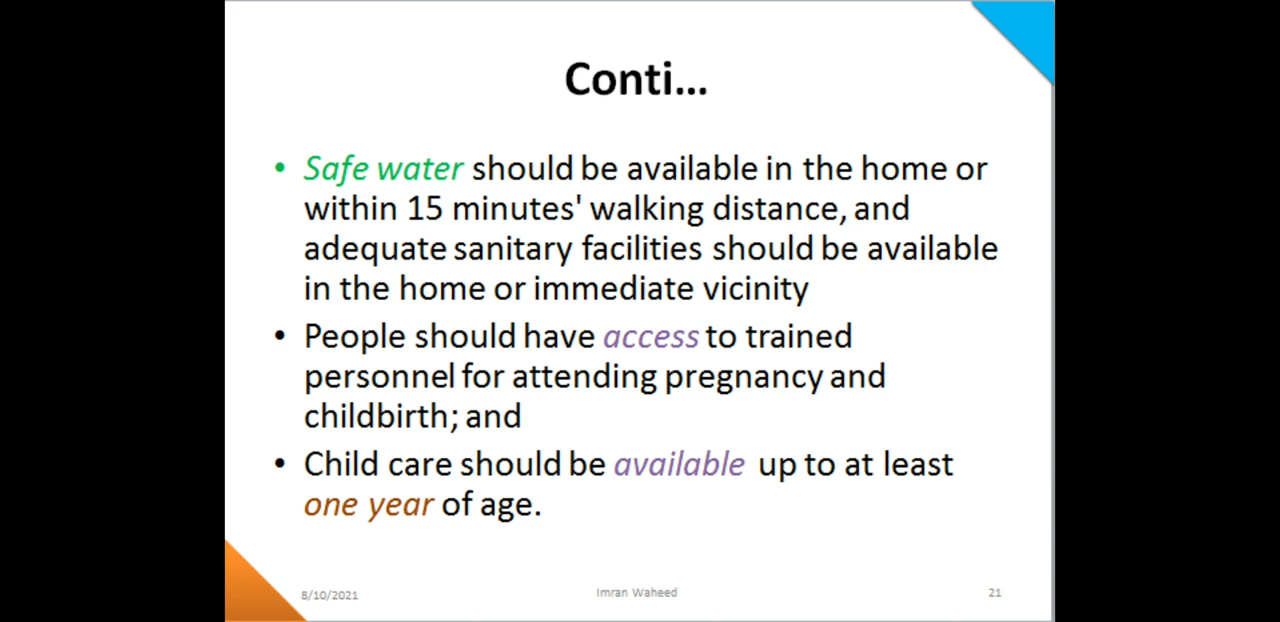 Conti...
• Safe water should be available in the home or
within 15 minutes' walking distance, and
adequate sanitary facilities should be available
in the home or immediate vicinity
• People should have access to trained
personnel for attending pregnancy and
childbirth; and
• Child care should be available up to at least
one year of age.
8/10/2021
Imran Waheed
21